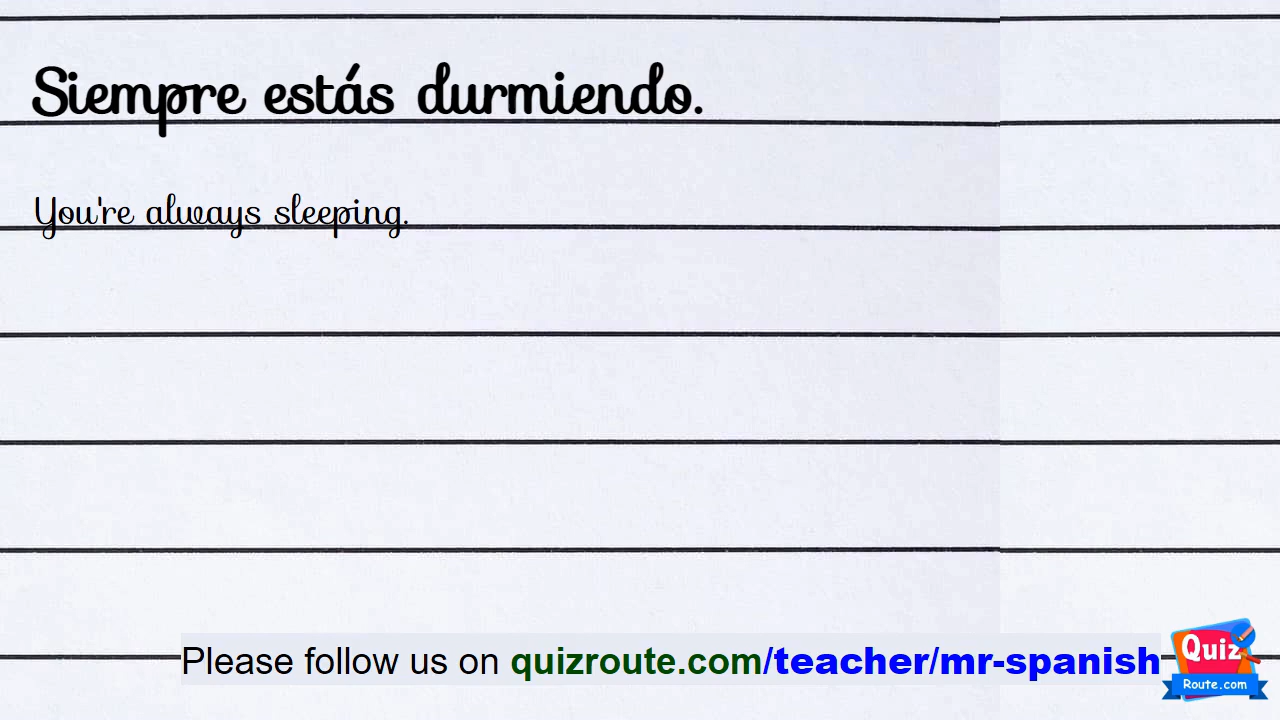 Siempre estás durmiendo.
You're always sleeping.
Please follow us on quizroute.com/teacher/mr-spanish
Quiz
Route.com